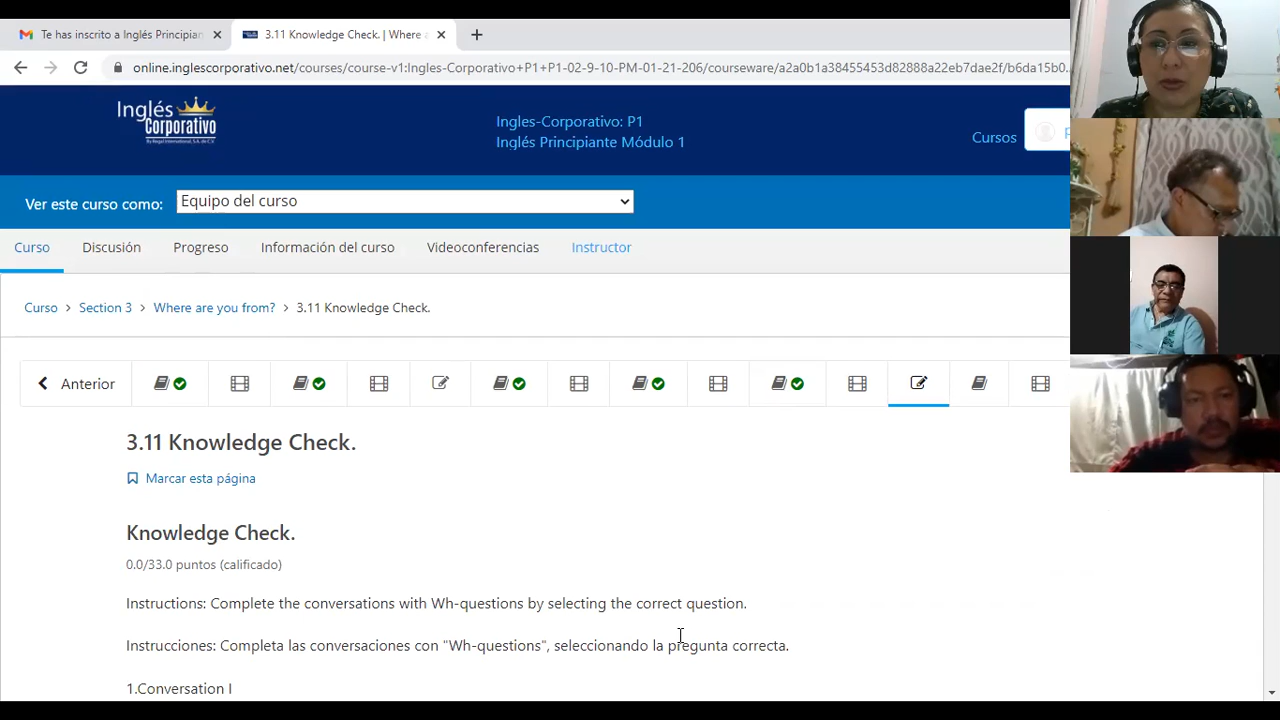 Te has inscrito a Inglés Principian
3.11 Knowledge Check. | Where a
online.inglescorporativo.net/courses/course-v1:Ingles-Corporativo+P1+P1-02-9-10-PM-01-21-206/courseware/a2a0b1a38455453d82888a22eb7dae2f/b6da15b0...
Inglés
Corporativo
By Regal International, S.A. de C.V.
Ingles-Corporativo: P1
Inglés Principiante Módulo 1
Cursos
p
Ver este curso como:
Equipo del curso
Curso Discusión Progreso Información del curso Videoconferencias Instructor
Curso > Section 3 > Where are you from? > 3.11 Knowledge Check.
Anterior
3.11 Knowledge Check.
Marcar esta página
Knowledge Check.
0.0/33.0 puntos (calificado)
Instructions: Complete the conversations with Wh-questions by selecting the correct question.
Instrucciones: Completa las conversaciones con "Wh-questions", seleccionando la pregunta correcta.
1.Conversation I